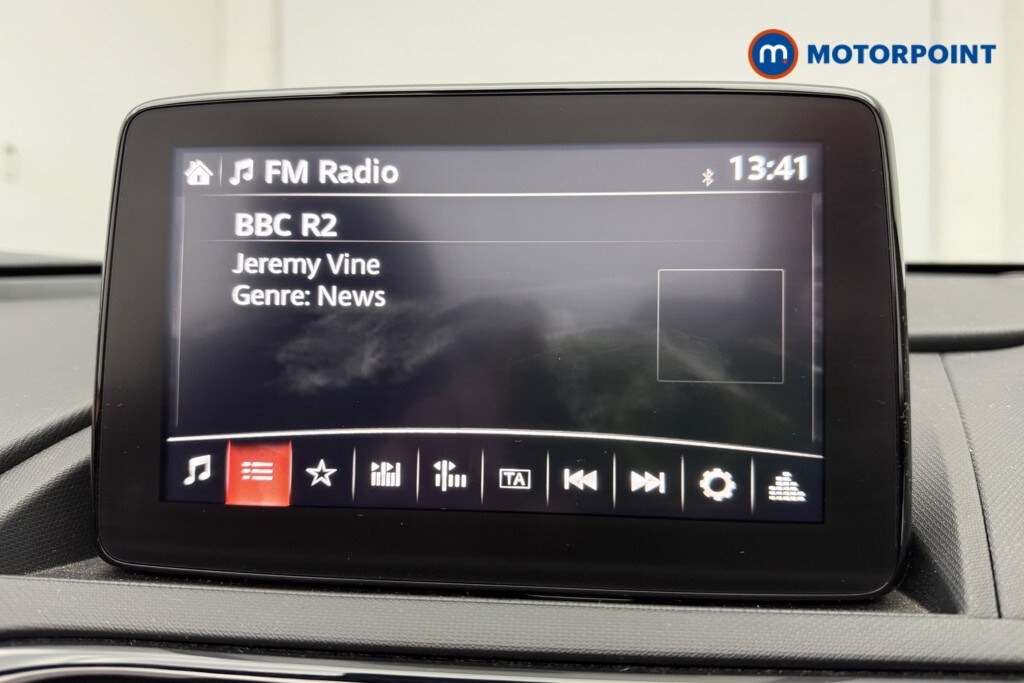 m. MOTORPOINT
FM Radio 13:41
BBC R2
Jeremy Vine
Genre: News
TA